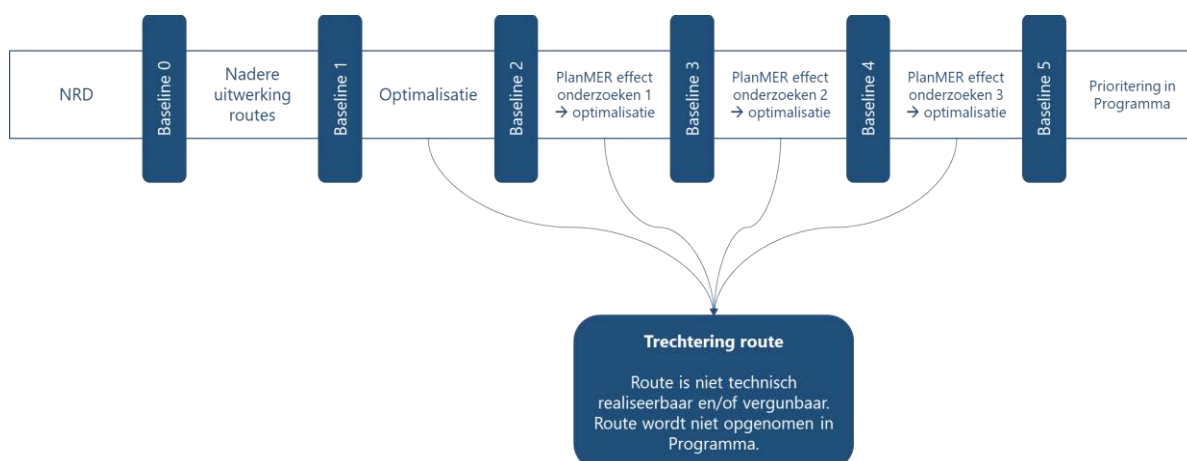 NRD
Baseline 0
Nadere
uitwerking
routes
Baseline 1
Optimalisatie
Baseline 2
PlanMER effect
onderzoeken 1
→ optimalisatie
Baseline 3
PlanMER effect
onderzoeken 2
→ optimalisatie
Baseline 4
PlanMER effect
onderzoeken 3
→ optimalisatie
Baseline 5
Prioritering in
Programma
Trechtering route
Route is niet technisch
realiseerbaar en/of vergunbaar.
Route wordt niet opgenomen in
Programma.